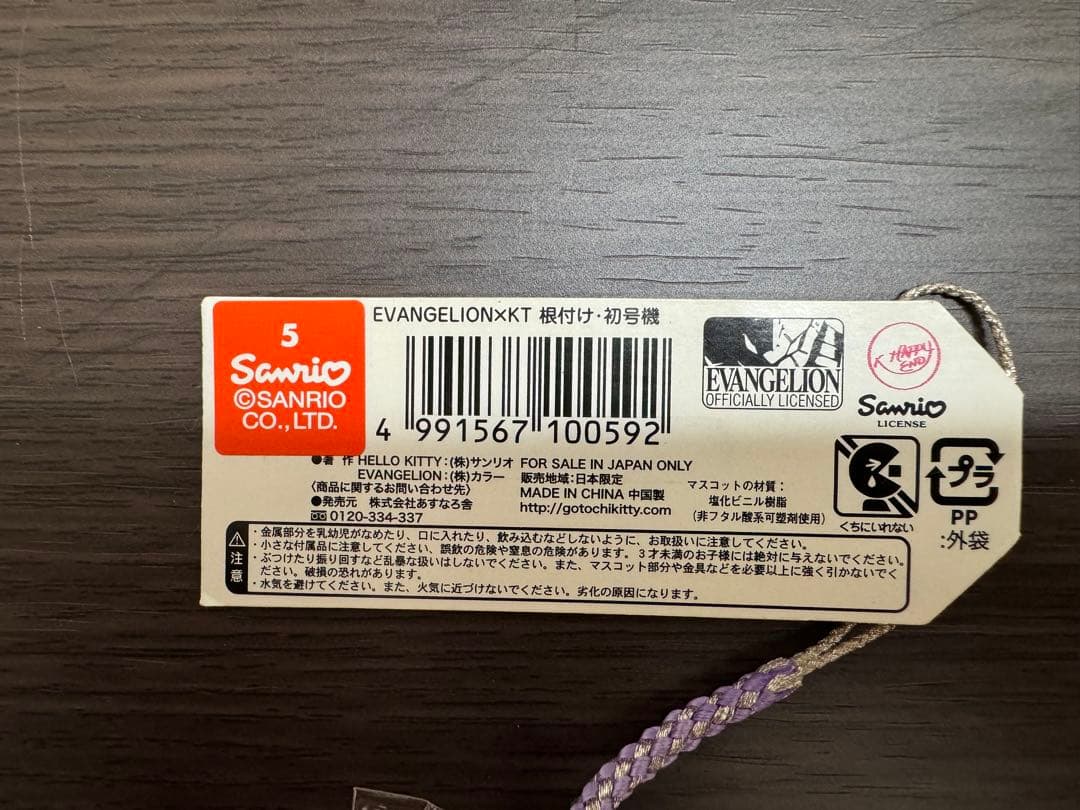 5
Sanrio
©SANRIO
CO.,LTD.
EVANGELION×KT 根付け・初号機
4 991567 100592
EVANGELION
OFFICIALLY LICENSED
HAPPY
END
Sanrio
LICENSE
●著 作 HELLO KITTY:(株)サンリオ
EVANGELION:(株)カラー
〈商品に関するお問い合わせ先〉
●発売元 株式会社あすなろ舎
0120-334-337
FOR SALE IN JAPAN ONLY
販売地域:日本限定
MADE IN CHINA 中国製
http://gotochikitty.com
マスコットの材質:
塩化ビニル樹脂
(非フタル酸系可塑剤使用)
くちにいれない
プラ
PP
:外袋
注意
・金属部分を乳幼児がなめたり、口に入れたり、飲み込むなどしないように、お取扱いに注意してください。
・小さな付属品に注意してください、誤飲の危険や窒息の危険があります。3才未満のお子様には絶対に与えないでください。
・ぶつけたり振り回すなど乱暴な扱いはしないでください。また、マスコット部分や金具などを必要以上に強く引かないでく
ださい。破損の恐れがあります。
・水気を避けてください。また、火気に近づけないでください。劣化の原因になります。